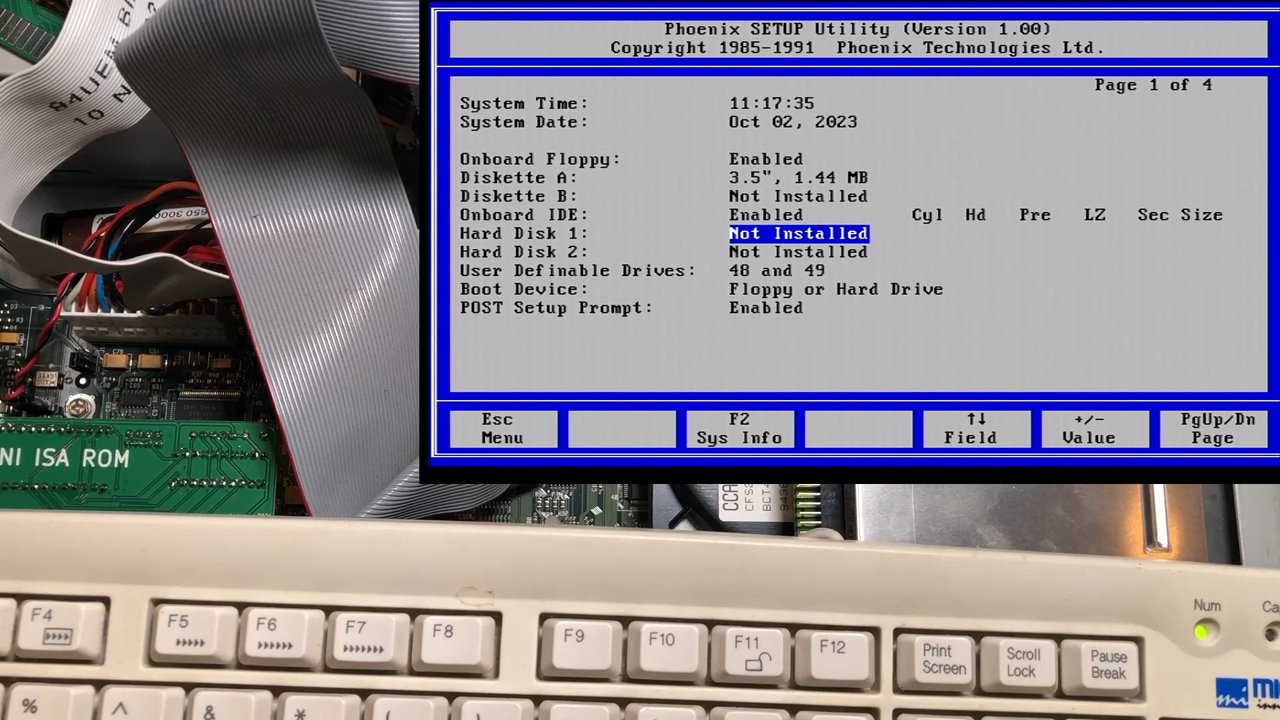 Phoenix SETUP Utility (Version 1.00)
Copyright 1985-1991 Phoenix Technologies Ltd.
Page 1 of 4
System Time: 11:17:35
System Date: Oct 02, 2023
Onboard Floppy: Enabled
Diskette A: 3.5", 1.44 MB
Diskette B: Not Installed
Onboard IDE: Enabled Cyl Hd Pre LZ Sec Size
Hard Disk 1: Not Installed
Hard Disk 2: Not Installed
User Definable Drives: 48 and 49
Boot Device: Floppy or Hard Drive
POST Setup Prompt: Enabled
Esc
Menu
F2
Sys Info
↑↓
Field
+/-
Value
PgUp/Dn
Page
10
650 3000
NI ISA ROM
Num
F4
F5
F6
F7
F8
F9
F10
F11
F12
Print
Screen
Scroll
Lock
Pause
Break
%
^
&
*
(
)
mi